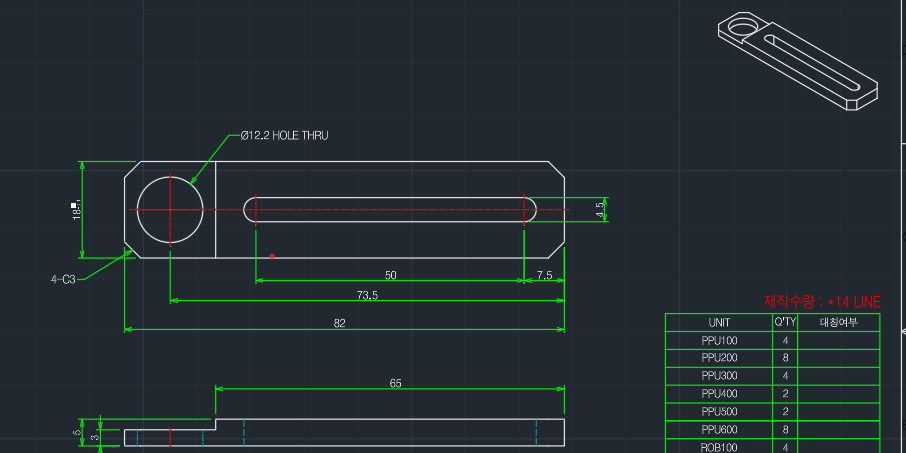 Ø12.2 HOLE THRU
4.5
4-C3
50
7.5
73.5
82
제작수량 : *14 LINE
UNIT Q'TY 대칭여부
PPU100 4
PPU200 8
PPU300 4
PPU400 2
PPU500 2
PPU600 8
ROB100 4
65
5
3